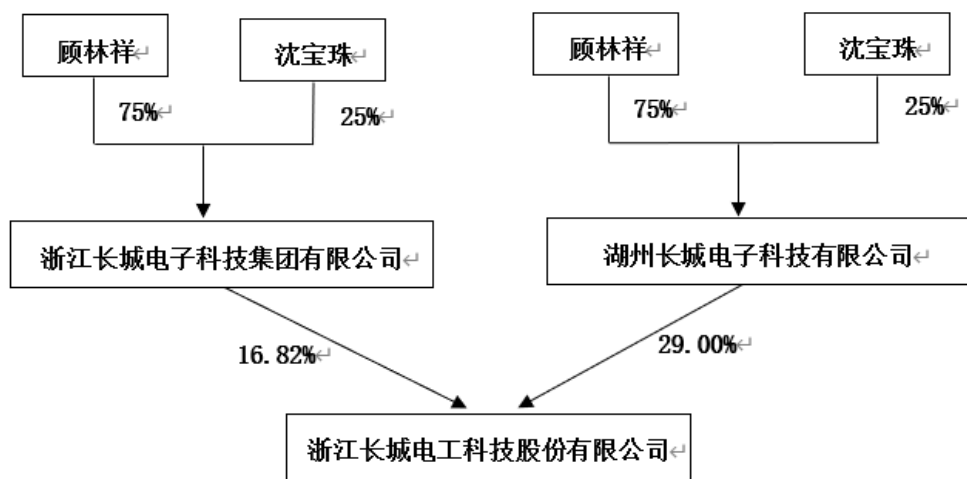 顾林祥
沈宝珠
顾林祥
沈宝珠
75%
25%
75%
25%
浙江长城电子科技集团有限公司
湖州长城电子科技有限公司
16.82%
29.00%
浙江长城电工科技股份有限公司